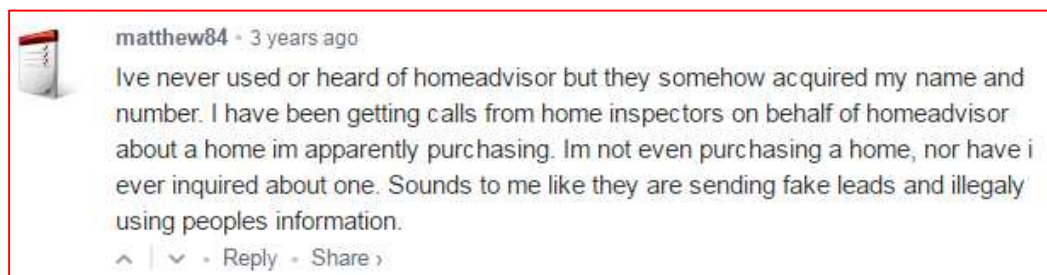 matthew84 • 3 years ago
Ive never used or heard of homeadvisor but they somehow acquired my name and
number. I have been getting calls from home inspectors on behalf of homeadvisor
about a home im apparently purchasing. Im not even purchasing a home, nor have i
ever inquired about one. Sounds to me like they are sending fake leads and illegaly
using peoples information.
• Reply • Share ›